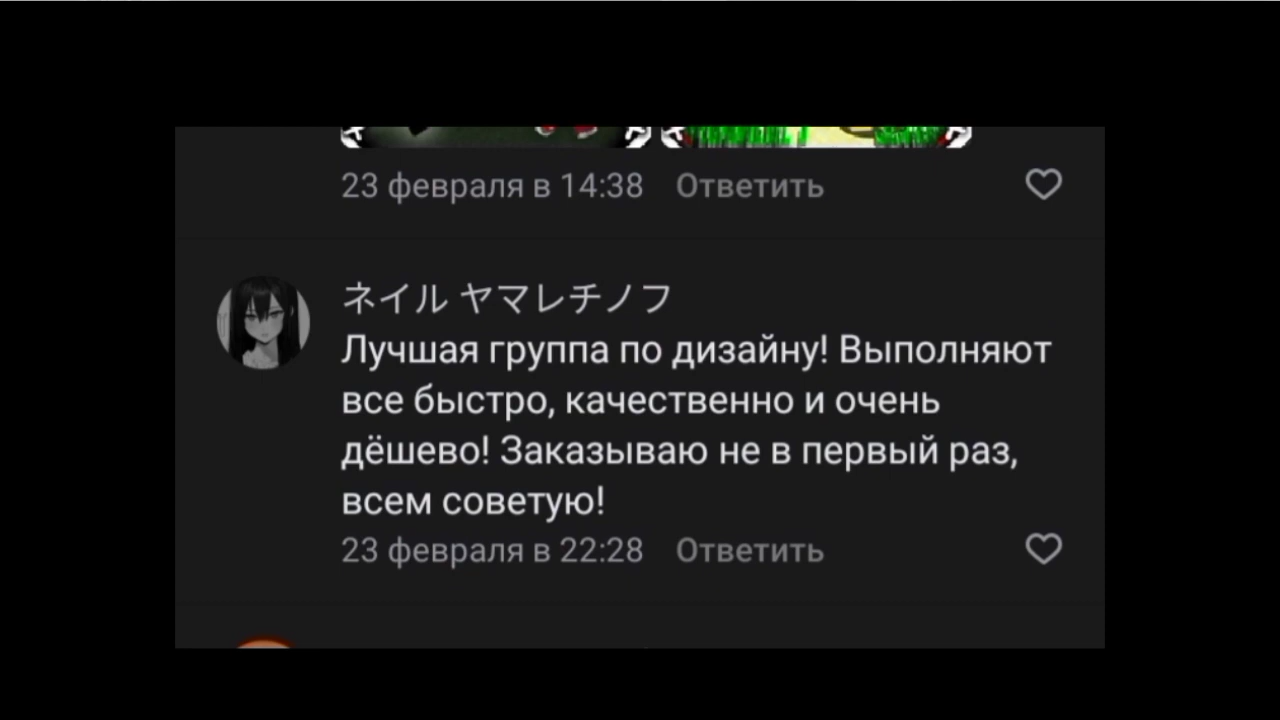 23 февраля в 14:38 Ответить
ネイル ヤマレチノフ
Лучшая группа по дизайну! Выполняют
все быстро, качественно и очень
дёшево! Заказываю не в первый раз,
всем советую!
23 февраля в 22:28 Ответить